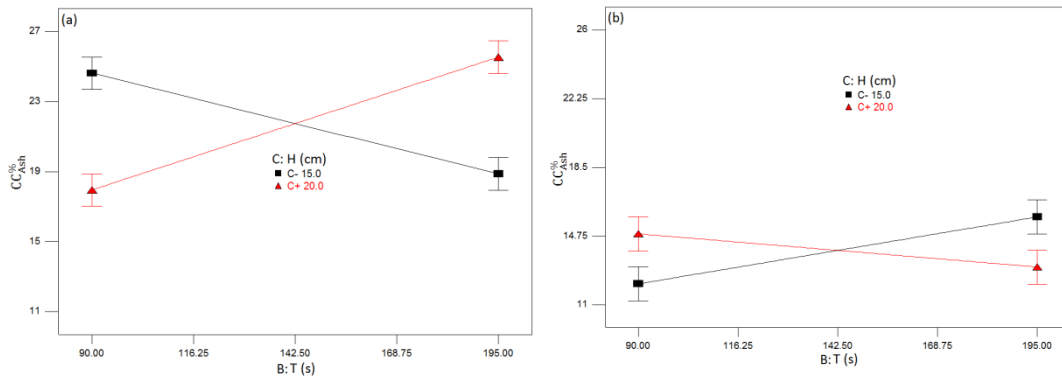 (a)
27
23
19
15
11
CC%Ash
C: H (cm)
C- 15.0
C+ 20.0
90.00 116.25 142.50 168.75 195.00
B: T (s)
(b)
26
22.25
18.5
14.75
11
CC%Ash
C: H (cm)
C- 15.0
C+ 20.0
90.00 116.25 142.50 168.75 195.00
B: T (s)